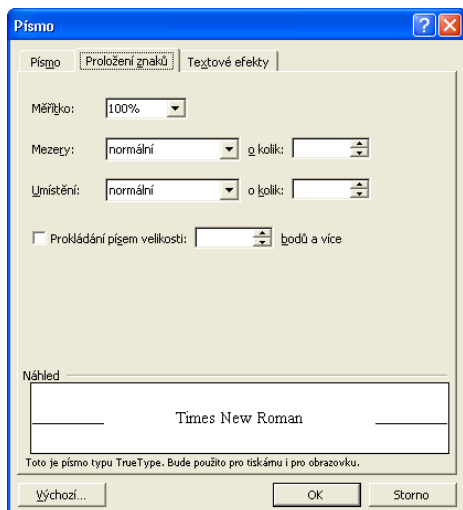 Písmo
Písmo Proložení znaků Textové efekty
Měřítko: 100%
Mezery: normální o kolik:
Umístění: normální o kolik:
Prokládání písem velikosti: bodů a více
Náhled
Times New Roman
Toto je písmo typu TrueType. Bude použito pro tiskárnu i pro obrazovku.
Výchozí... OK Storno